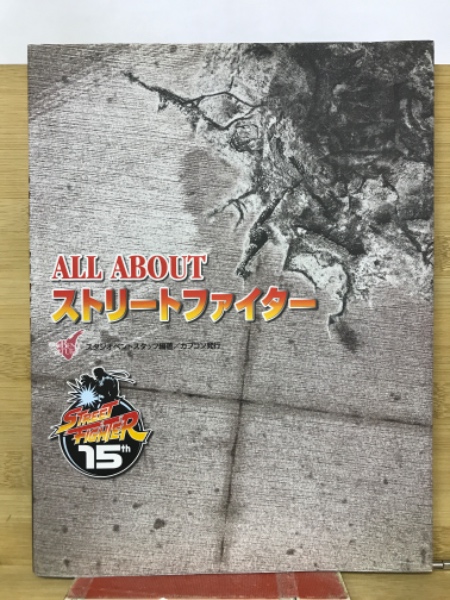 ALL ABOUT
ストリートファイター
スタジオベントスタッフ編著／カプコン発行
STREET
FIGHTER
15th